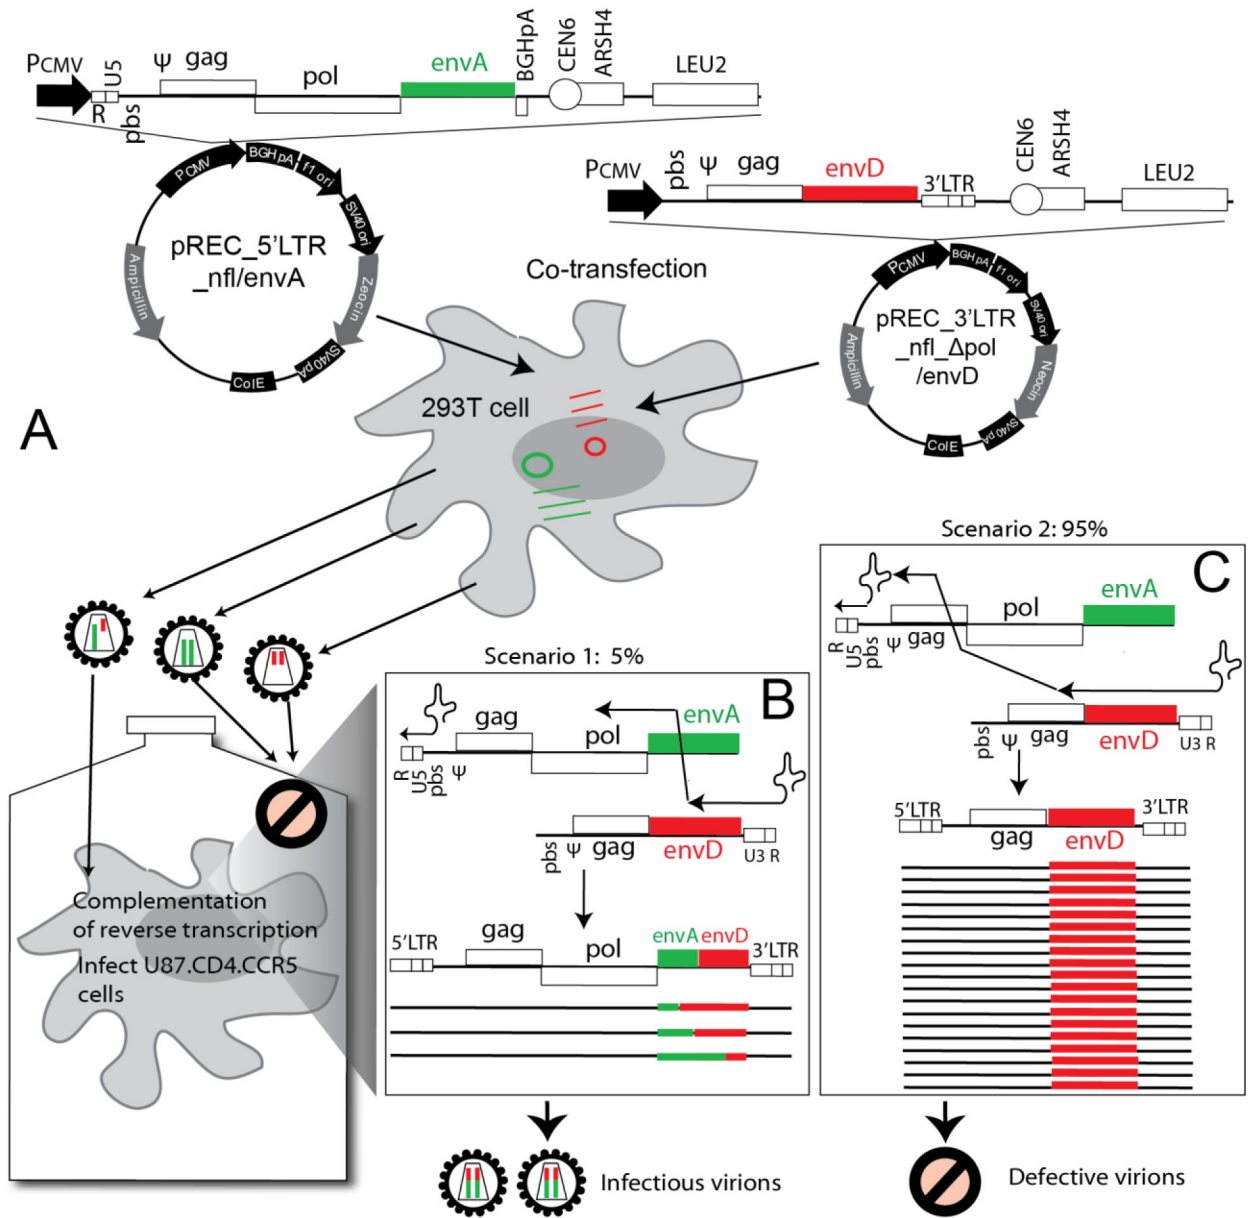 PCMV
R
U5
pbs
Ψ
gag
pol
envA
BGHpA
CEN6
ARSH4
LEU2
PCMV
BGHpA
f1 ori
SV40 ori
Zeocin
SV40 pA
ColE
Ampicillin
pREC_5'LTR
_nfl/envA
PCMV
pbs
Ψ
gag
envD
3'LTR
CEN6
ARSH4
LEU2
PCMV
BGHpA
f1 ori
SV40 ori
Neocin
SV40 pA
ColE
Ampicillin
pREC_3'LTR
_nfl_Δpol
/envD
Co-transfection
293T cell
A
Complementation
of reverse transcription
Infect U87.CD4.CCR5
cells
Scenario 1: 5%
B
gag
pol
envA
R
U5
pbs
Ψ
pbs
Ψ
gag
envD
U3 R
5'LTR
gag
pol
envA
envD
3'LTR
Infectious virions
Scenario 2: 95%
C
envA
pol
gag
R
U5
pbs
Ψ
pbs
Ψ
gag
envD
U3 R
5'LTR
gag
envD
3'LTR
Defective virions